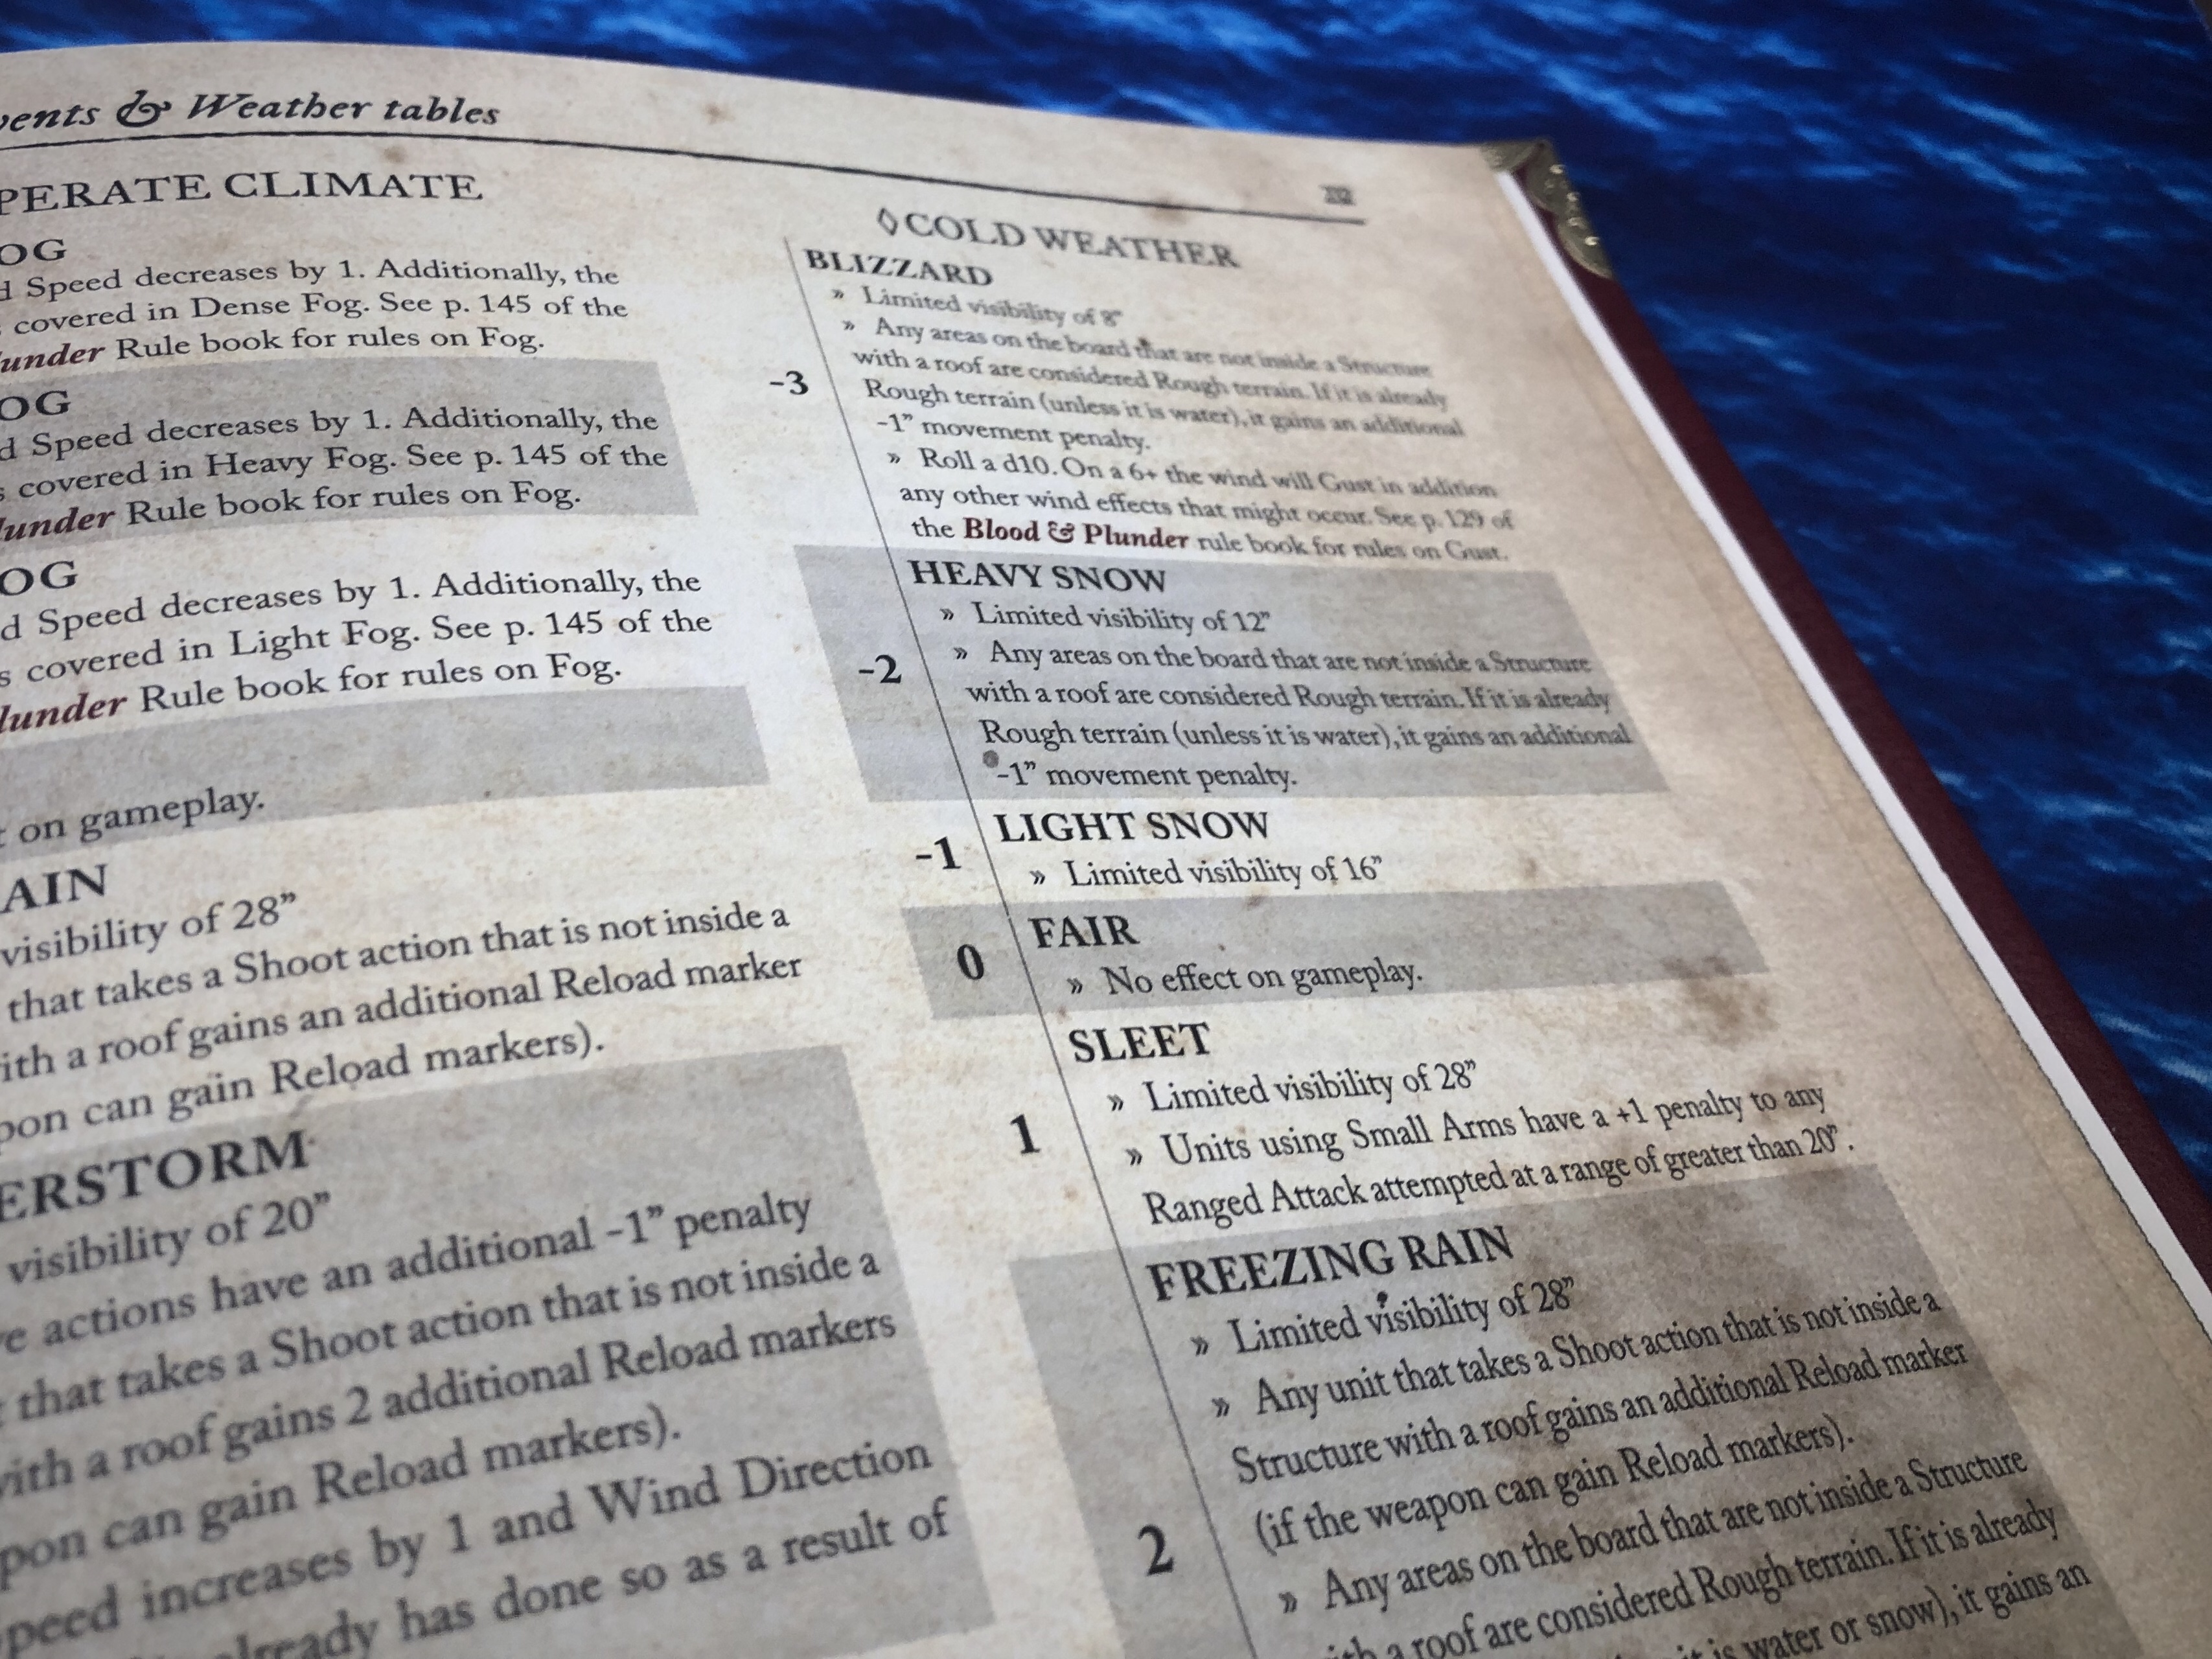 & Weather tables
CLIMATE
Speed decreases by 1. Additionally, the
covered in Dense Fog. See p. 145 of the
Rule book for rules on Fog.
Speed decreases by 1. Additionally, the
covered in Heavy Fog. See p. 145 of the
Rule book for rules on Fog.
Speed decreases by 1. Additionally, the
covered in Light Fog. See p. 145 of the
Rule book for rules on Fog.
on gameplay.
visibility of 28”
that takes a Shoot action that is not inside a
with a roof gains an additional Reload marker
can gain Reload markers).
visibility of 20”
actions have an additional -1” penalty
that takes a Shoot action that is not inside a
with a roof gains 2 additional Reload markers
can gain Reload markers).
increases by 1 and Wind Direction
already has done so as a result of
◊COLD WEATHER
-3
BLIZZARD
» Limited visibility of 8”
» Any areas on the board that are not inside a Structure
with a roof are considered Rough terrain. If it is already
Rough terrain (unless it is water), it gains an additional
-1” movement penalty.
» Roll a d10. On a 6+ the wind will Gust in addition
any other wind effects that might occur. See p. 129 of
the Blood & Plunder rule book for rules on Gust.
-2
HEAVY SNOW
» Limited visibility of 12”
» Any areas on the board that are not inside a Structure
with a roof are considered Rough terrain. If it is already
Rough terrain (unless it is water), it gains an additional
-1” movement penalty.
-1
LIGHT SNOW
» Limited visibility of 16”
0
FAIR
» No effect on gameplay.
1
SLEET
» Limited visibility of 28”
» Units using Small Arms have a +1 penalty to any
Ranged Attack attempted at a range of greater than 20”.
2
FREEZING RAIN
» Limited visibility of 28”
» Any unit that takes a Shoot action that is not inside a
Structure with a roof gains an additional Reload marker
(if the weapon can gain Reload markers).
» Any areas on the board that are not inside a Structure
a roof are considered Rough terrain. If it is already
is water or snow), it gains an